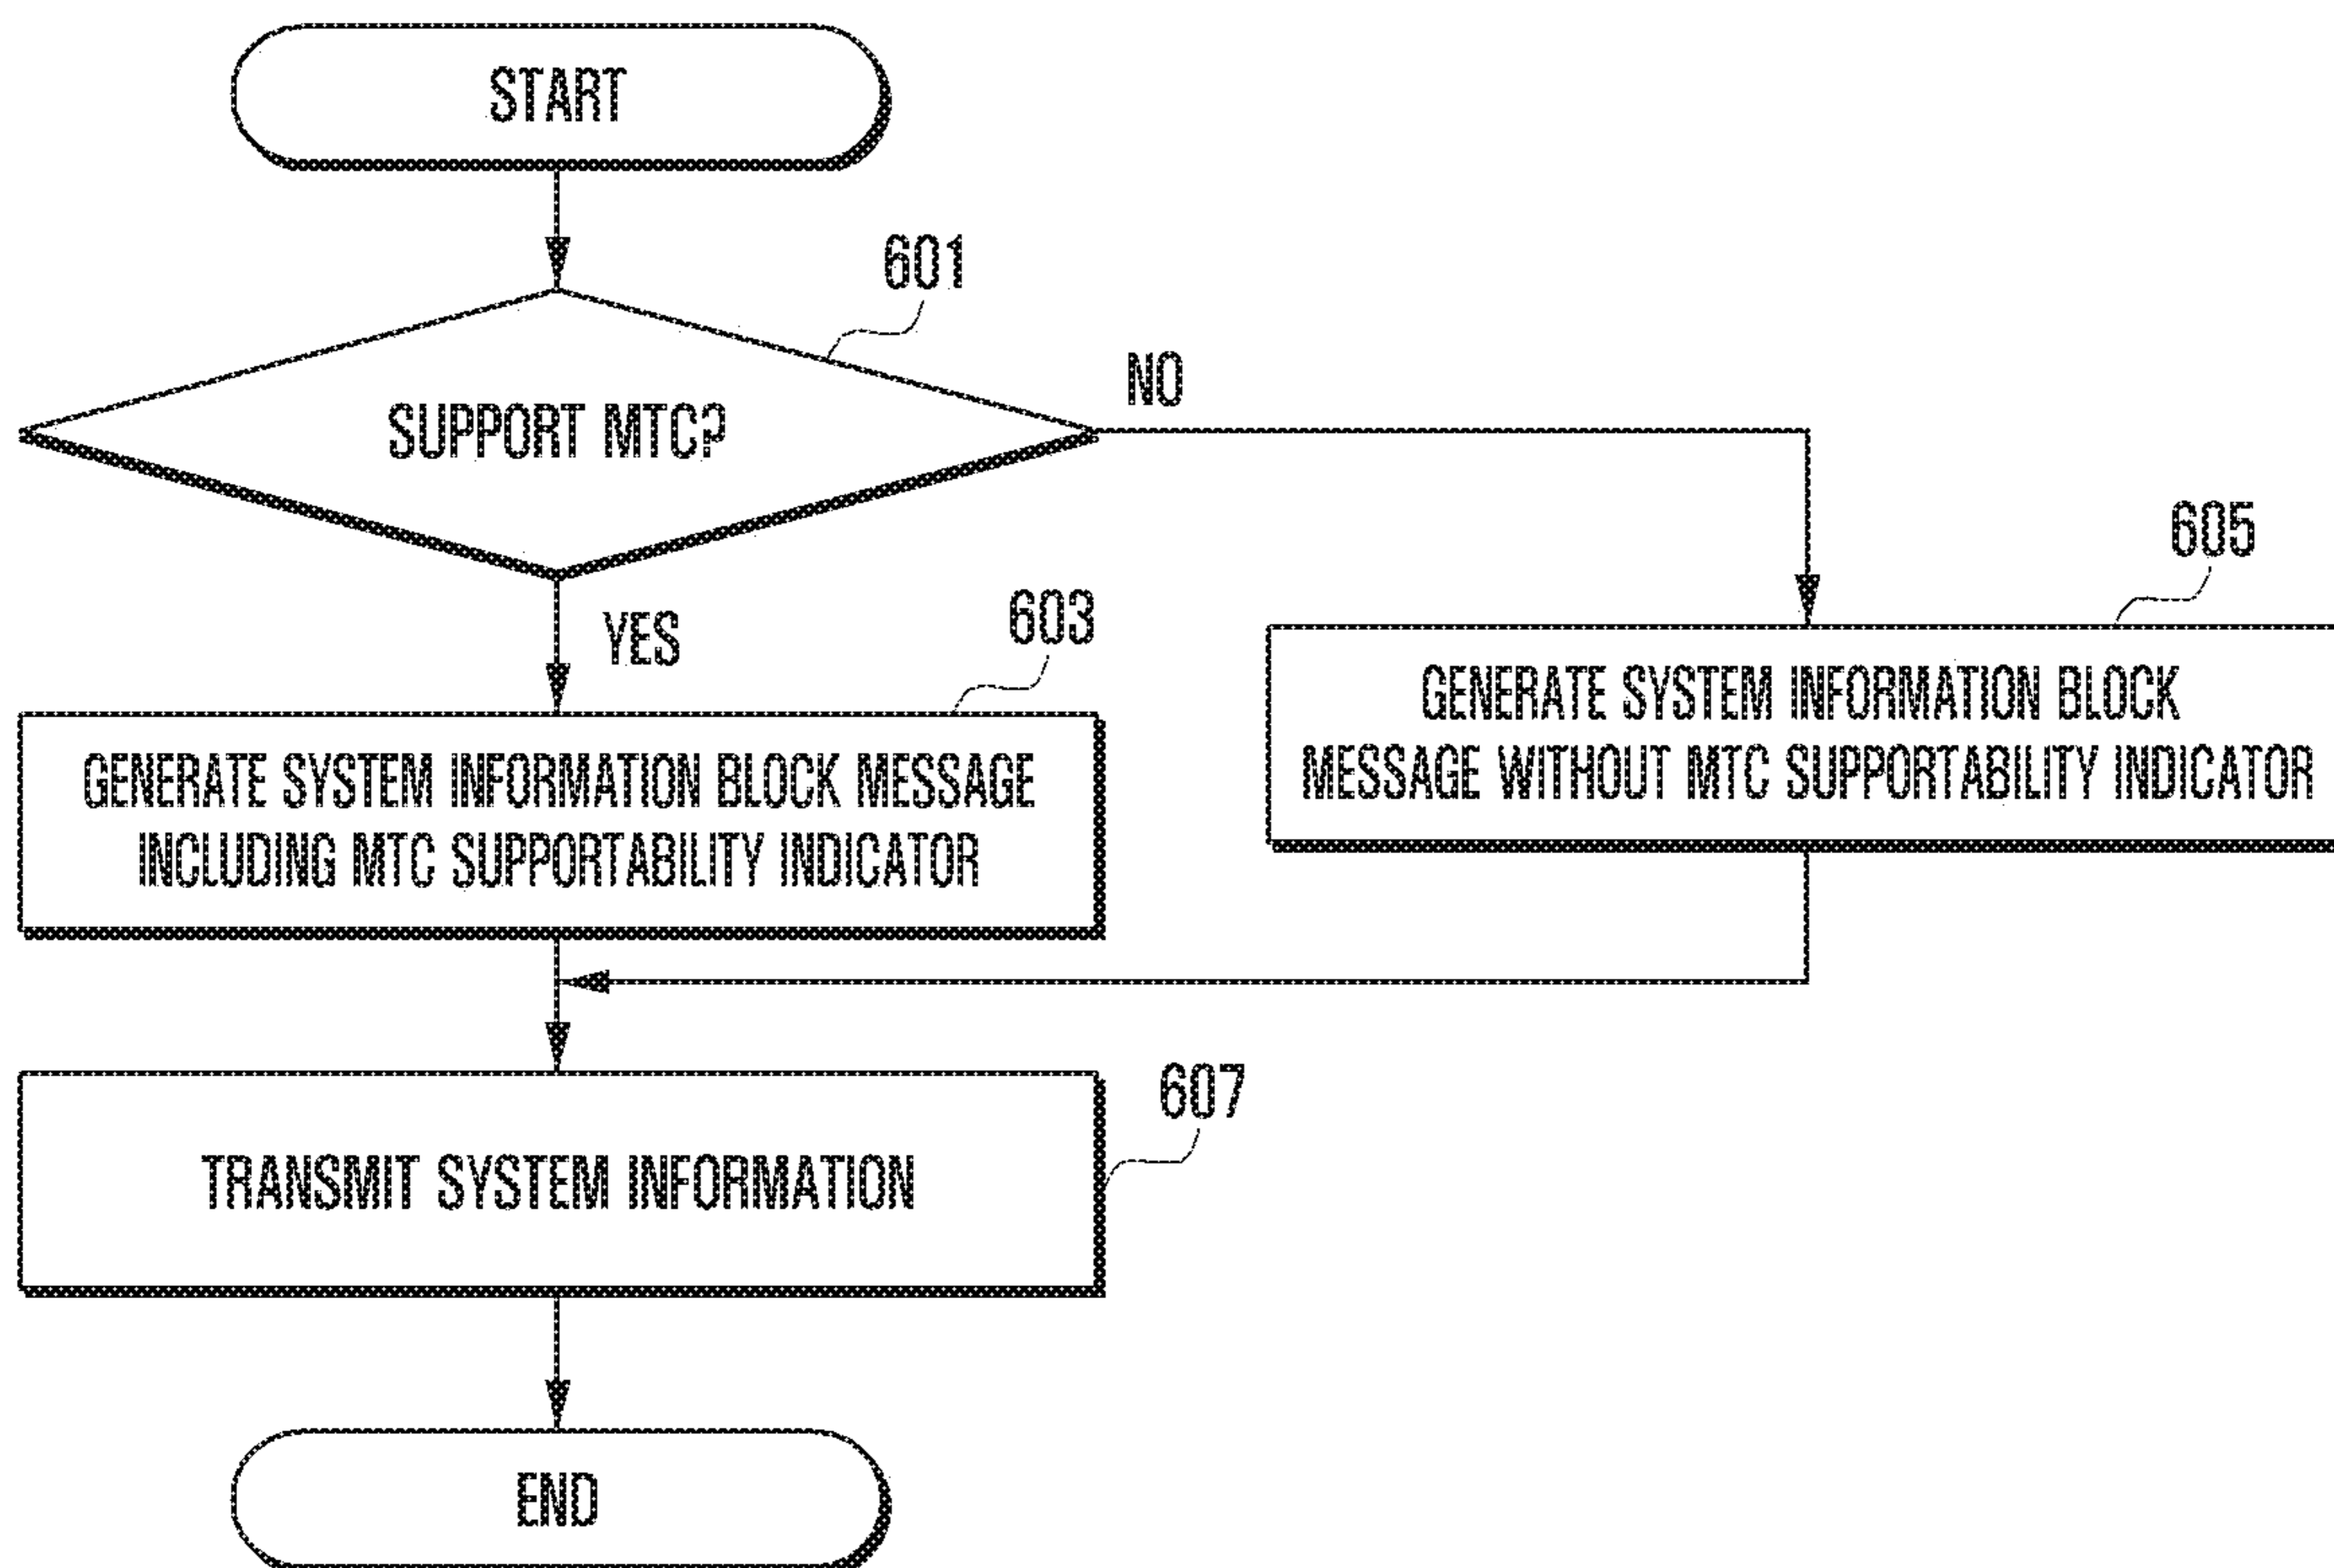 START
601
SUPPORT MTC?
NO
YES
603
605
GENERATE SYSTEM INFORMATION BLOCK MESSAGE
INCLUDING MTC SUPPORTABILITY INDICATOR
GENERATE SYSTEM INFORMATION BLOCK
MESSAGE WITHOUT MTC SUPPORTABILITY INDICATOR
607
TRANSMIT SYSTEM INFORMATION
END